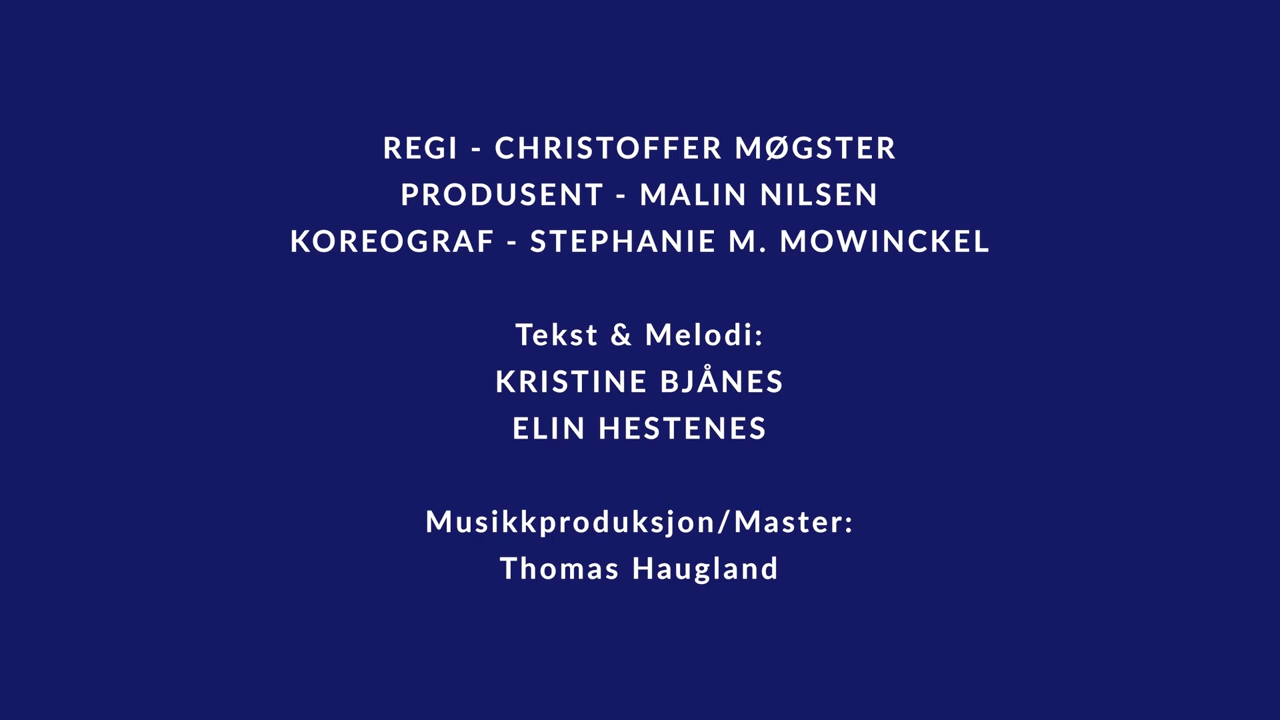 REGI - CHRISTOFFER MØGSTER
PRODUSENT - MALIN NILSEN
KOREOGRAF - STEPHANIE M. MOWINCKEL
Tekst & Melodi:
KRISTINE BJÅNES
ELIN HESTENES
Musikkproduksjon/Master:
Thomas Haugland